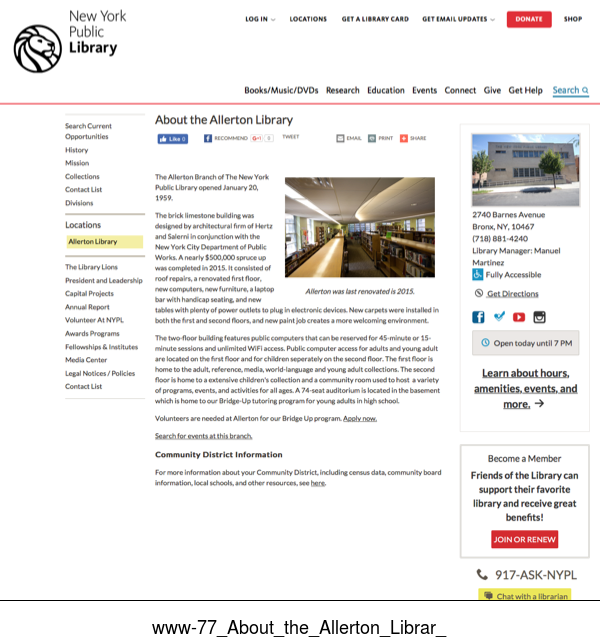 New York
Public
Library
LOG IN
LOCATIONS
GET A LIBRARY CARD
GET EMAIL UPDATES
DONATE
SHOP
Books/Music/DVDs
Research
Education
Events
Connect
Give
Get Help
Search
Search Current
Opportunities
History
Mission
Collections
Contact List
Divisions
Locations
Allerton Library
The Library Lions
President and Leadership
Capital Projects
Annual Report
Volunteer At NYPL
Awards Programs
Fellowships & Institutes
Media Center
Legal Notices / Policies
Contact List
About the Allerton Library
Like 0
RECOMMEND
G+1 0
TWEET
EMAIL
PRINT
SHARE
The Allerton Branch of The New York
Public Library opened January 20,
1959.
The brick limestone building was
designed by architectural firm of Hertz
and Salerni in conjunction with the
New York City Department of Public
Works. A nearly $500,000 spruce up
was completed in 2015. It consisted of
roof repairs, a renovated first floor,
new computers, new furniture, a laptop
bar with handicap seating, and new
tables with plenty of power outlets to plug in electronic devices. New carpets were installed in
both the first and second floors, and new paint job creates a more welcoming environment.
Allerton was last renovated is 2015.
The two-floor building features public computers that can be reserved for 45-minute or 15-
minute sessions and unlimited WiFi access. Public computer access for adults and young adult
are located on the first floor and for children seperately on the second floor. The first floor is
home to the adult, reference, media, world-language and young adult collections. The second
floor is home to a extensive children's collection and a community room used to host a variety
of programs, events, and activities for all ages. A 74-seat auditorium is located in the basement
which is home to our Bridge-Up tutoring program for young adults in high school.
Volunteers are needed at Allerton for our Bridge Up program. Apply now.
Search for events at this branch.
Community District Information
For more information about your Community District, including census data, community board
information, local schools, and other resources, see here.
2740 Barnes Avenue
Bronx, NY, 10467
(718) 881-4240
Library Manager: Manuel
Martinez
Fully Accessible
Get Directions
Open today until 7 PM
Learn about hours,
amenities, events, and
more. →
Become a Member
Friends of the Library can
support their favorite
library and receive great
benefits!
JOIN OR RENEW
917-ASK-NYPL
Chat with a librarian
www-77_About_the_Allerton_Librar_